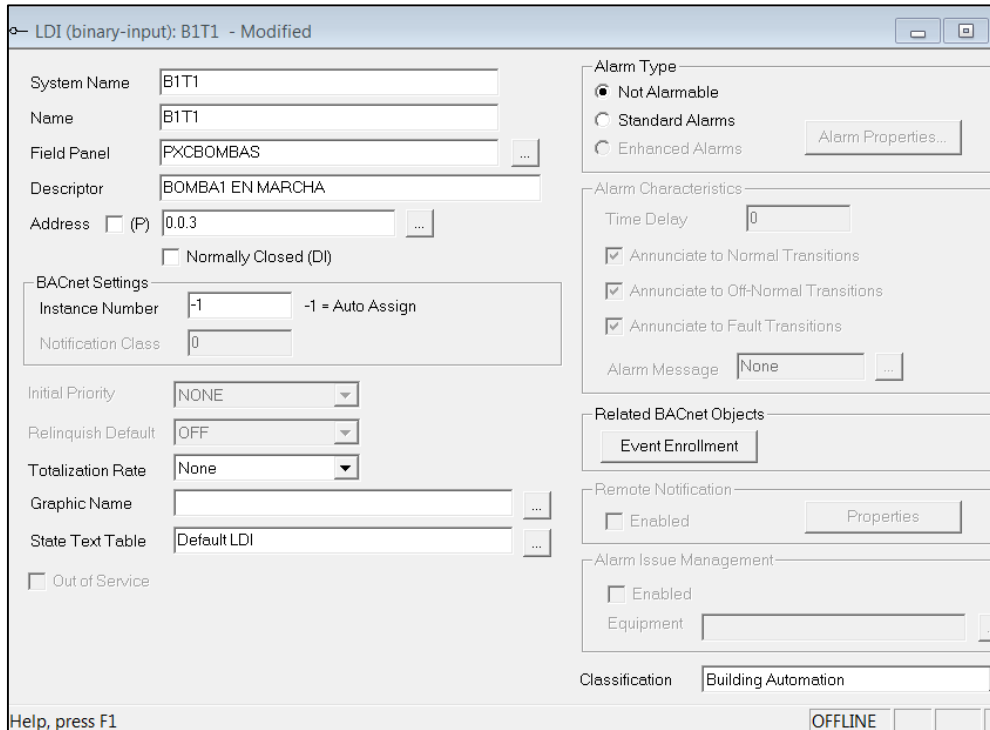 LDI (binary-input): B1T1 - Modified
System Name B1T1
Name B1T1
Field Panel PXCBOMBAS ...
Descriptor BOMBA1 EN MARCHA
Address (P) 0.0.3 ...
Normally Closed (DI)
BACnet Settings
Instance Number -1 -1 = Auto Assign
Notification Class 0
Initial Priority NONE
Relinquish Default OFF
Totalization Rate None
Graphic Name ...
State Text Table Default LDI ...
Out of Service
Alarm Type
Not Alarmable
Standard Alarms
Enhanced Alarms
Alarm Properties...
Alarm Characteristics
Time Delay 0
Annunciate to Normal Transitions
Annunciate to Off-Normal Transitions
Annunciate to Fault Transitions
Alarm Message None ...
Related BACnet Objects
Event Enrollment
Remote Notification
Enabled Properties
Alarm Issue Management
Enabled
Equipment
Classification Building Automation
Help, press F1 OFFLINE